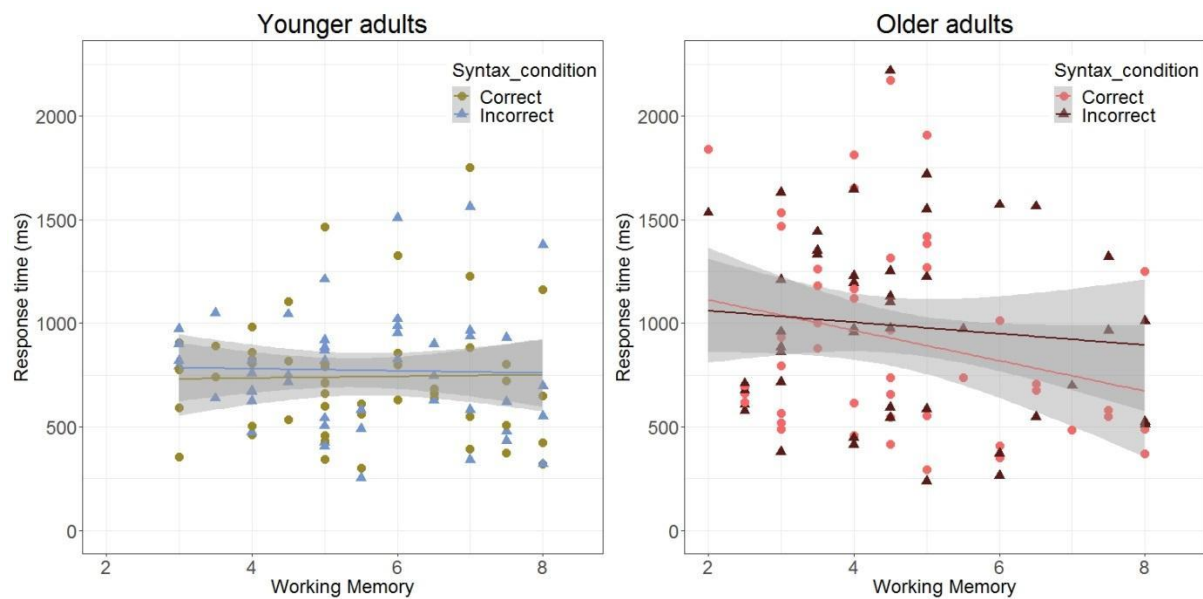 Younger adults
Syntax_condition
Correct
Incorrect
Response time (ms)
2000
1500
1000
500
0
2 4 6 8
Working Memory
Older adults
Syntax_condition
Correct
Incorrect
Response time (ms)
2000
1500
1000
500
0
2 4 6 8
Working Memory